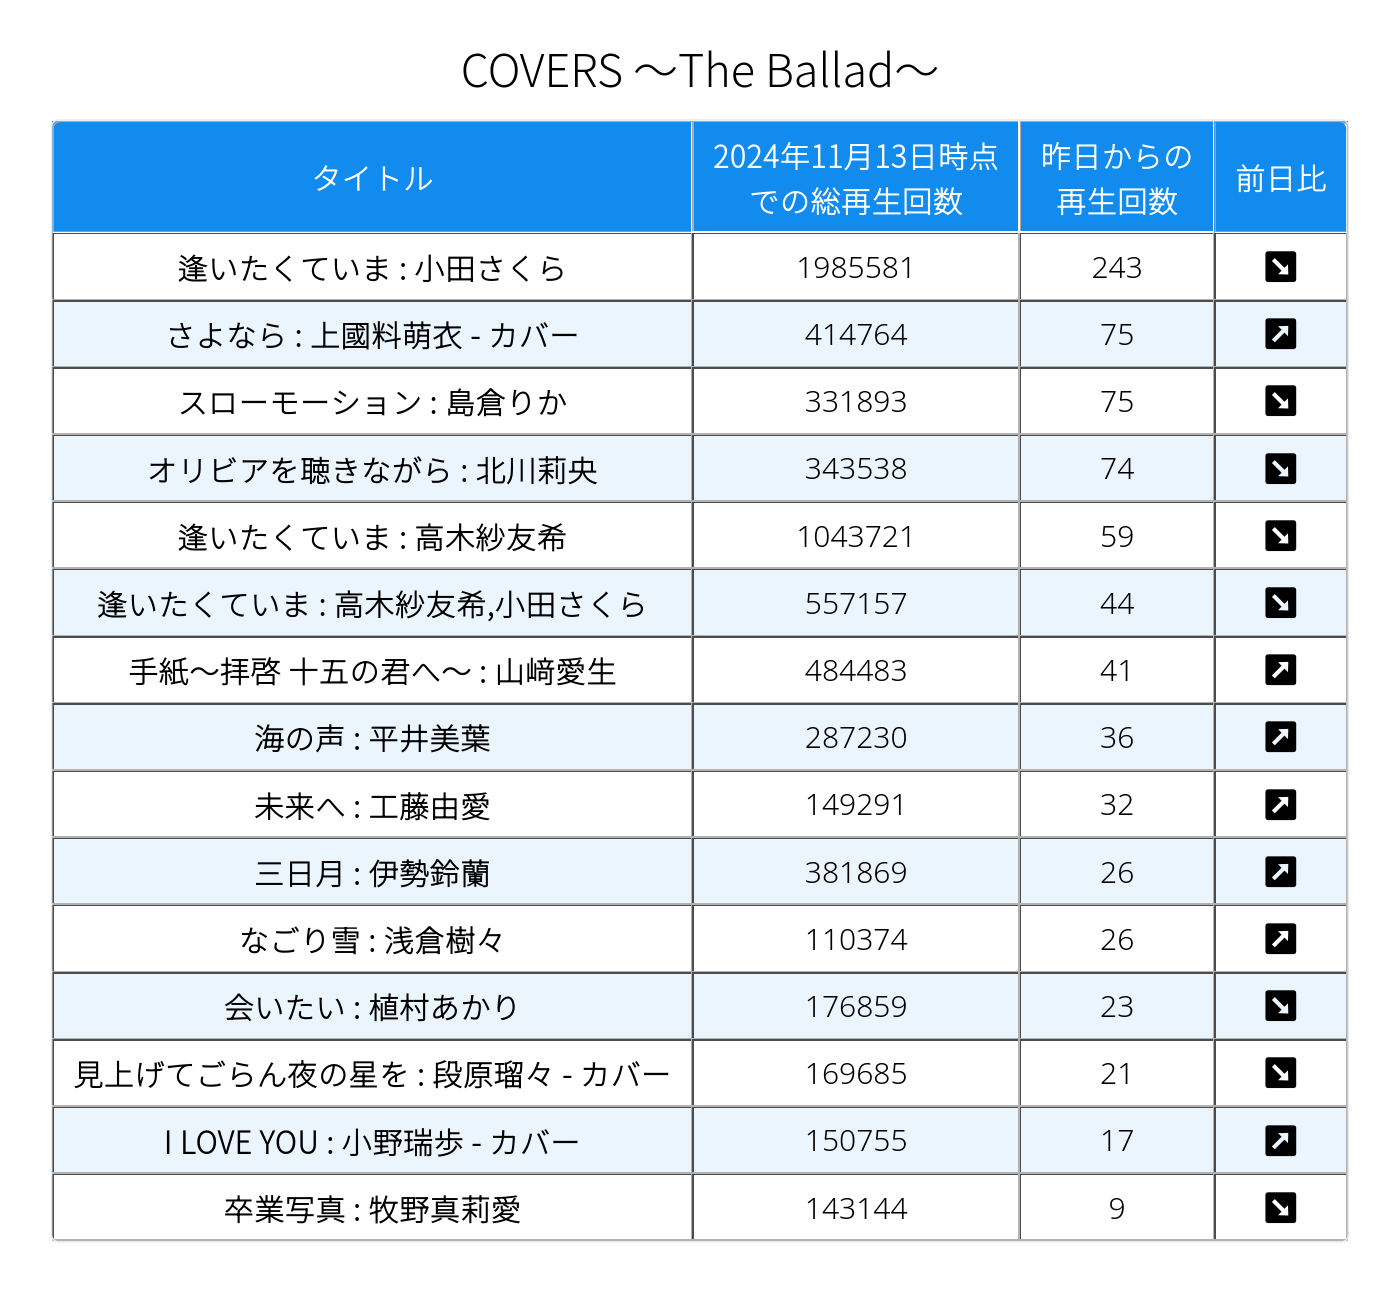 COVERS ～The Ballad～
タイトル
2024年11月13日時点
での総再生回数
昨日からの
再生回数
前日比
逢いたくていま : 小田さくら 1985581 243
さよなら : 上國料萌衣 - カバー 414764 75
スローモーション : 島倉りか 331893 75
オリビアを聴きながら : 北川莉央 343538 74
逢いたくていま : 高木紗友希 1043721 59
逢いたくていま : 高木紗友希,小田さくら 557157 44
手紙～拝啓 十五の君へ～ : 山﨑愛生 484483 41
海の声 : 平井美葉 287230 36
未来へ : 工藤由愛 149291 32
三日月 : 伊勢鈴蘭 381869 26
なごり雪 : 浅倉樹々 110374 26
会いたい : 植村あかり 176859 23
見上げてごらん夜の星を : 段原瑠々 - カバー 169685 21
I LOVE YOU : 小野瑞歩 - カバー 150755 17
卒業写真 : 牧野真莉愛 143144 9